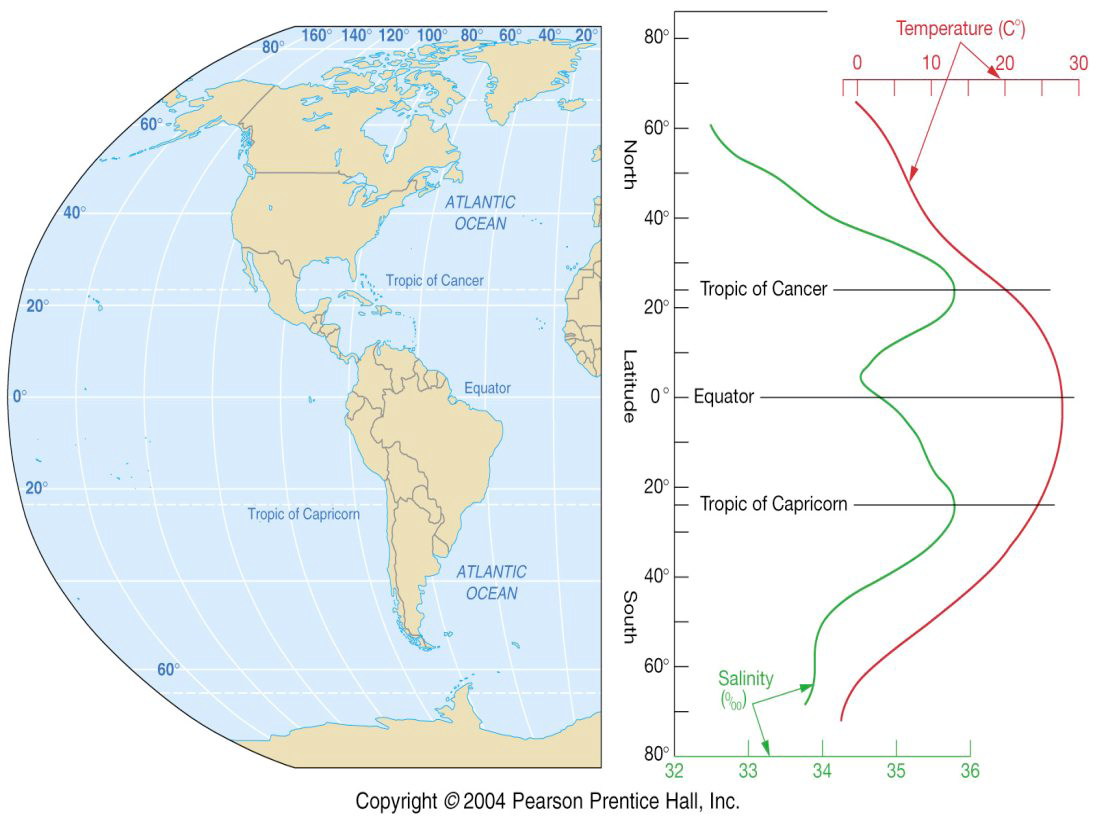 160° 140° 120° 100° 80° 60° 40° 20°
80°
60°
40°
20°
0°
20°
60°
ATLANTIC
OCEAN
Tropic of Cancer
Equator
Tropic of Capricorn
ATLANTIC
OCEAN
Temperature (C°)
0 10 20 30
80°
60°
40°
20°
0°
20°
40°
60°
80°
North
Latitude
South
Tropic of Cancer
Equator
Tropic of Capricorn
Salinity
(‰)
32 33 34 35 36
Copyright © 2004 Pearson Prentice Hall, Inc.